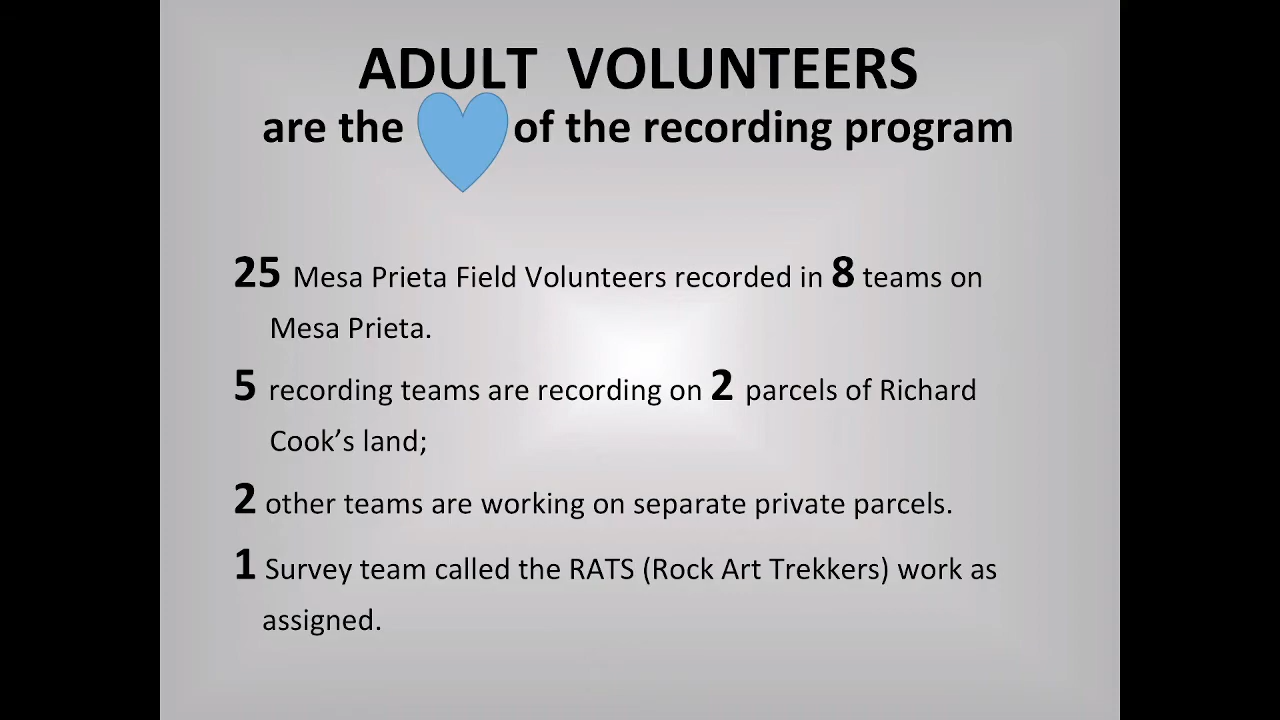 ADULT VOLUNTEERS
are the of the recording program
25 Mesa Prieta Field Volunteers recorded in 8 teams on
Mesa Prieta.
5 recording teams are recording on 2 parcels of Richard
Cook’s land;
2 other teams are working on separate private parcels.
1 Survey team called the RATS (Rock Art Trekkers) work as
assigned.